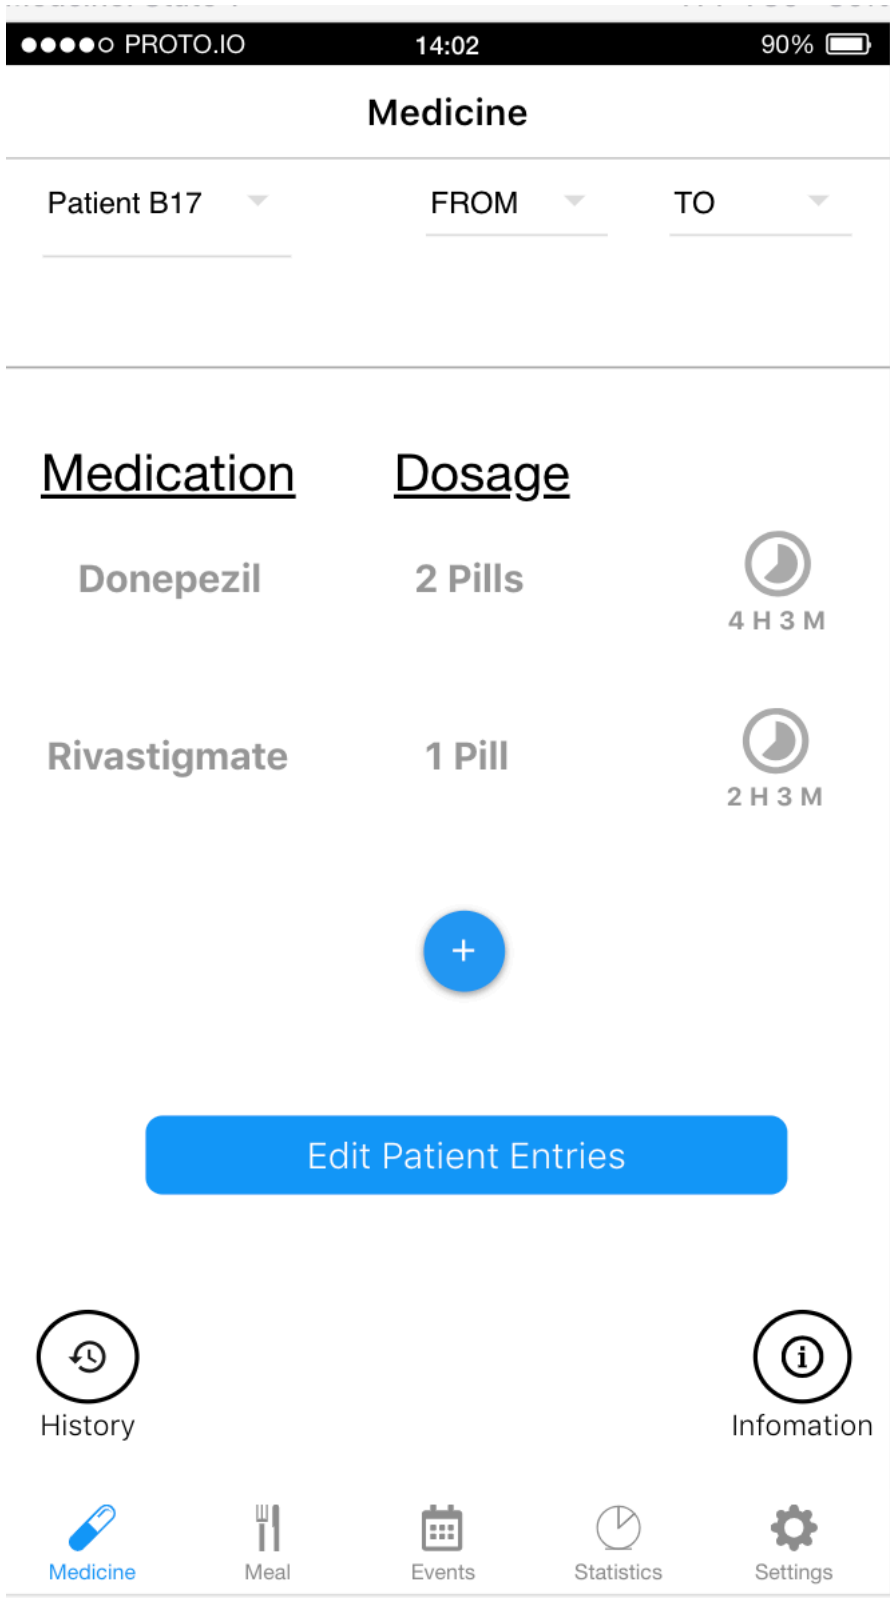 ●●●●○ PROTO.IO 14:02 90%
Medicine
Patient B17 FROM TO
Medication Dosage
Donepezil 2 Pills
4 H 3 M
Rivastigmate 1 Pill
2 H 3 M
+
Edit Patient Entries
History Infomation
Medicine Meal Events Statistics Settings